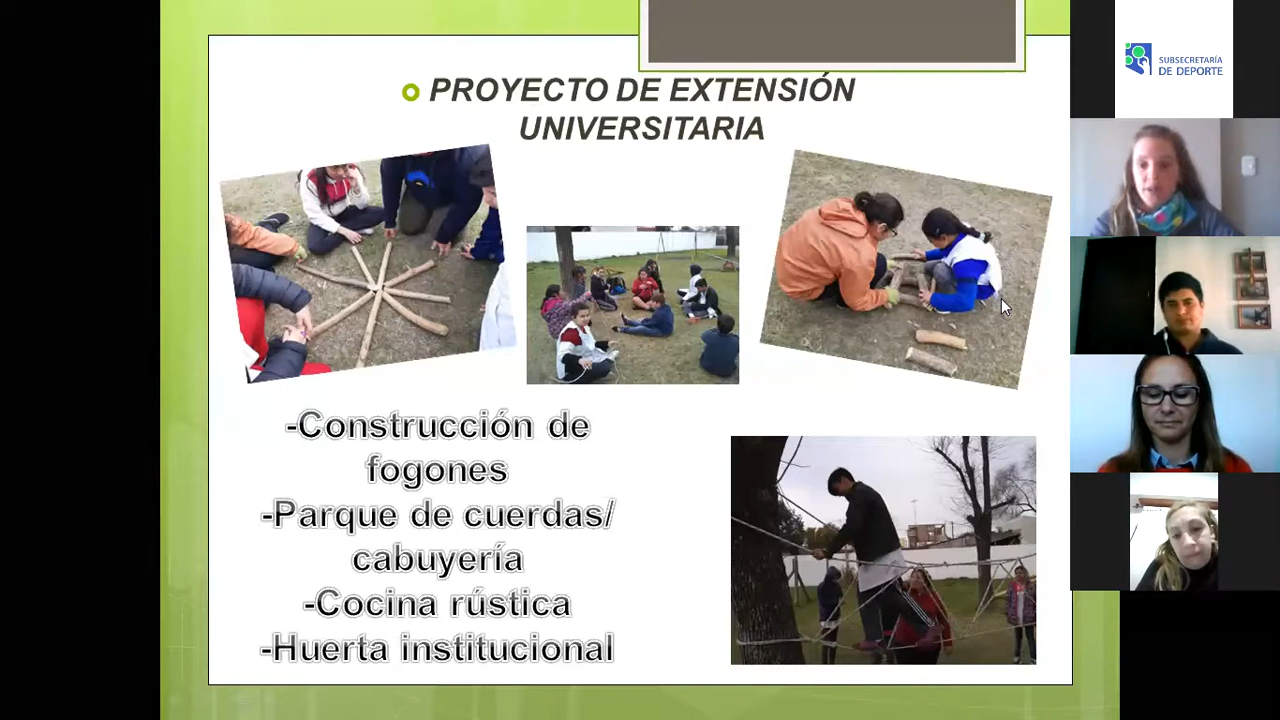 PROYECTO DE EXTENSIÓN
UNIVERSITARIA
-Construcción de
fogones
-Parque de cuerdas/
cabuyería
-Cocina rústica
-Huerta institucional
SUBSECRETARÍA
DE DEPORTE